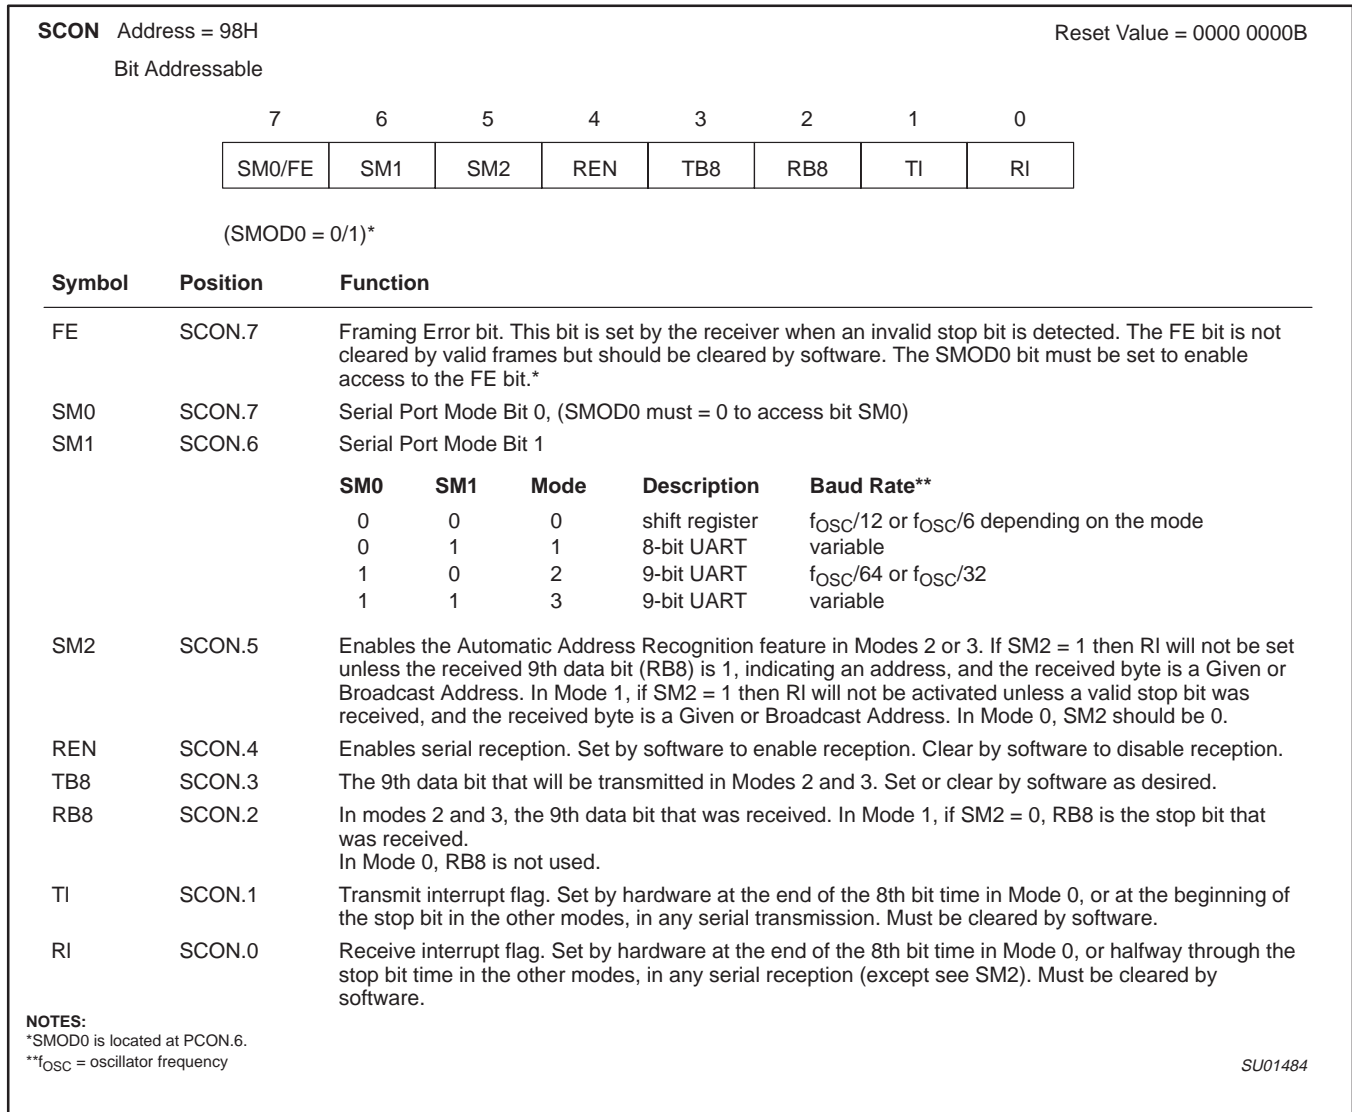 SCON Address = 98H Reset Value = 0000 0000B
Bit Addressable
7 6 5 4 3 2 1 0
SM0/FE SM1 SM2 REN TB8 RB8 TI RI
(SMOD0 = 0/1)*
Symbol Position Function
FE SCON.7 Framing Error bit. This bit is set by the receiver when an invalid stop bit is detected. The FE bit is not
cleared by valid frames but should be cleared by software. The SMOD0 bit must be set to enable
access to the FE bit.*
SM0 SCON.7 Serial Port Mode Bit 0, (SMOD0 must = 0 to access bit SM0)
SM1 SCON.6 Serial Port Mode Bit 1
SM0 SM1 Mode Description Baud Rate**
0 0 0 shift register fOSC/12 or fOSC/6 depending on the mode
0 1 1 8-bit UART variable
1 0 2 9-bit UART fOSC/64 or fOSC/32
1 1 3 9-bit UART variable
SM2 SCON.5 Enables the Automatic Address Recognition feature in Modes 2 or 3. If SM2 = 1 then RI will not be set
unless the received 9th data bit (RB8) is 1, indicating an address, and the received byte is a Given or
Broadcast Address. In Mode 1, if SM2 = 1 then RI will not be activated unless a valid stop bit was
received, and the received byte is a Given or Broadcast Address. In Mode 0, SM2 should be 0.
REN SCON.4 Enables serial reception. Set by software to enable reception. Clear by software to disable reception.
TB8 SCON.3 The 9th data bit that will be transmitted in Modes 2 and 3. Set or clear by software as desired.
RB8 SCON.2 In modes 2 and 3, the 9th data bit that was received. In Mode 1, if SM2 = 0, RB8 is the stop bit that
was received.
In Mode 0, RB8 is not used.
TI SCON.1 Transmit interrupt flag. Set by hardware at the end of the 8th bit time in Mode 0, or at the beginning of
the stop bit in the other modes, in any serial transmission. Must be cleared by software.
RI SCON.0 Receive interrupt flag. Set by hardware at the end of the 8th bit time in Mode 0, or halfway through the
stop bit time in the other modes, in any serial reception (except see SM2). Must be cleared by
software.
NOTES:
*SMOD0 is located at PCON.6.
**fOSC = oscillator frequency SU01484